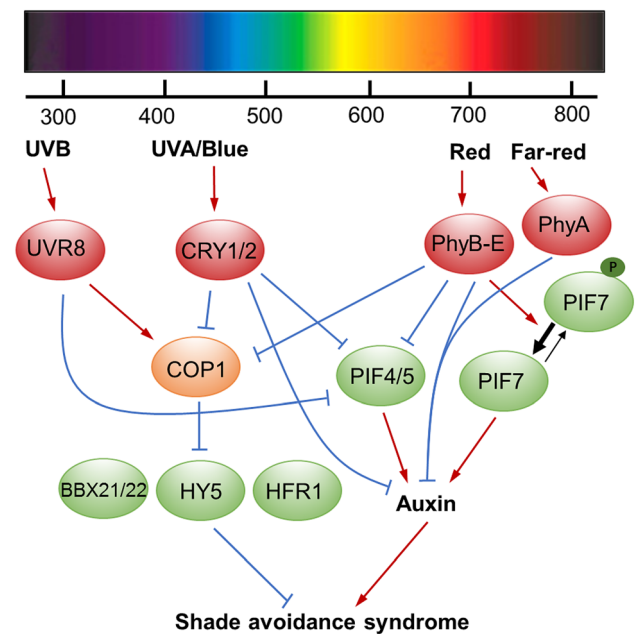 300 400 500 600 700 800
UVB UVA/Blue Red Far-red
UVR8 CRY1/2 PhyB-E PhyA
P
PIF7
COP1 PIF4/5 PIF7
BBX21/22 HY5 HFR1
Auxin
Shade avoidance syndrome